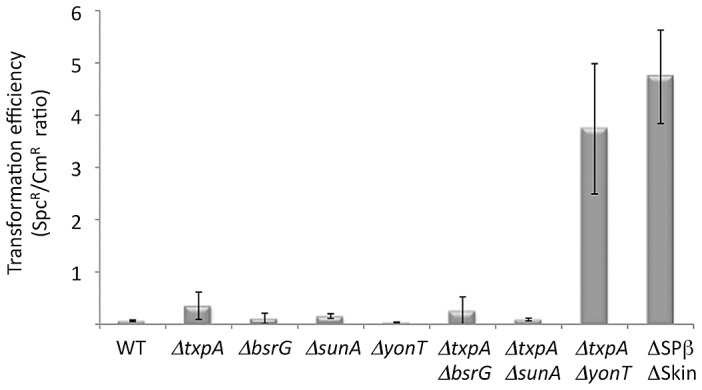 6
5
4
3
2
1
Transformation efficiency
(Spcᴿ/Cmᴿ ratio)
WT ΔtxpA ΔbsrG ΔsunA ΔyonT ΔtxpA ΔtxpA ΔtxpA ΔSPβ
ΔbsrG ΔsunA ΔyonT ΔSkin